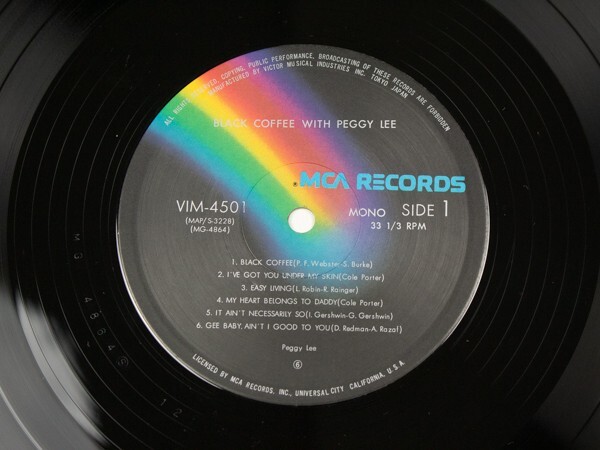 ALL RIGHTS RESERVED, COPYING, PUBLIC PERFORMANCE, BROADCASTING OF THESE RECORDS ARE FORBIDDEN
MANUFACTURED BY VICTOR MUSICAL INDUSTRIES INC. TOKYO JAPAN
BLACK COFFEE WITH PEGGY LEE
® MCA RECORDS
VIM-4501
(MAP/S-3228)
(MG-4864)
MONO SIDE 1
33 1/3 RPM
1. BLACK COFFEE(P. F. Webster-S. Burke)
2. I'VE GOT YOU UNDER MY SKIN(Cole Porter)
3. EASY LIVING(L. Robin-R. Rainger)
4. MY HEART BELONGS TO DADDY(Cole Porter)
5. IT AIN'T NECESSARILY SO(I. Gershwin-G. Gershwin)
6. GEE BABY, AIN'T I GOOD TO YOU(D. Redman-A. Razaf)
Peggy Lee
6
LICENSED BY MCA RECORDS. INC., UNIVERSAL CITY. CALIFORNIA, U.S.A.
MG 4864